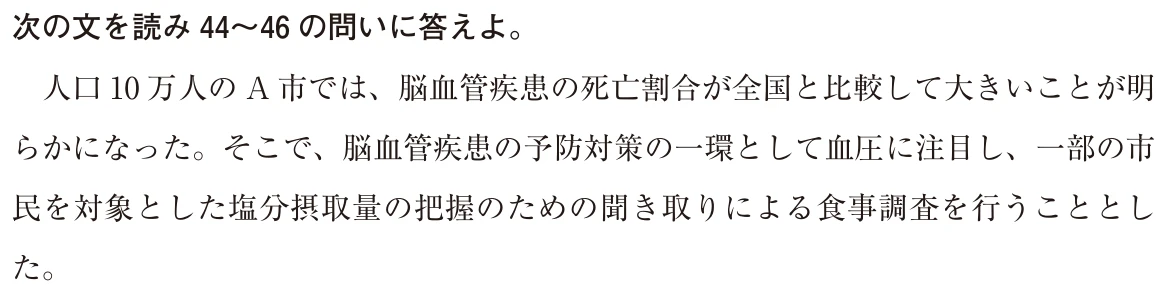 次の文を読み 44～46 の問いに答えよ。
人口 10 万人の A 市では、脳血管疾患の死亡割合が全国と比較して大きいことが明
らかになった。そこで、脳血管疾患の予防対策の一環として血圧に注目し、一部の市
民を対象とした塩分摂取量の把握のための聞き取りによる食事調査を行うこととし
た。